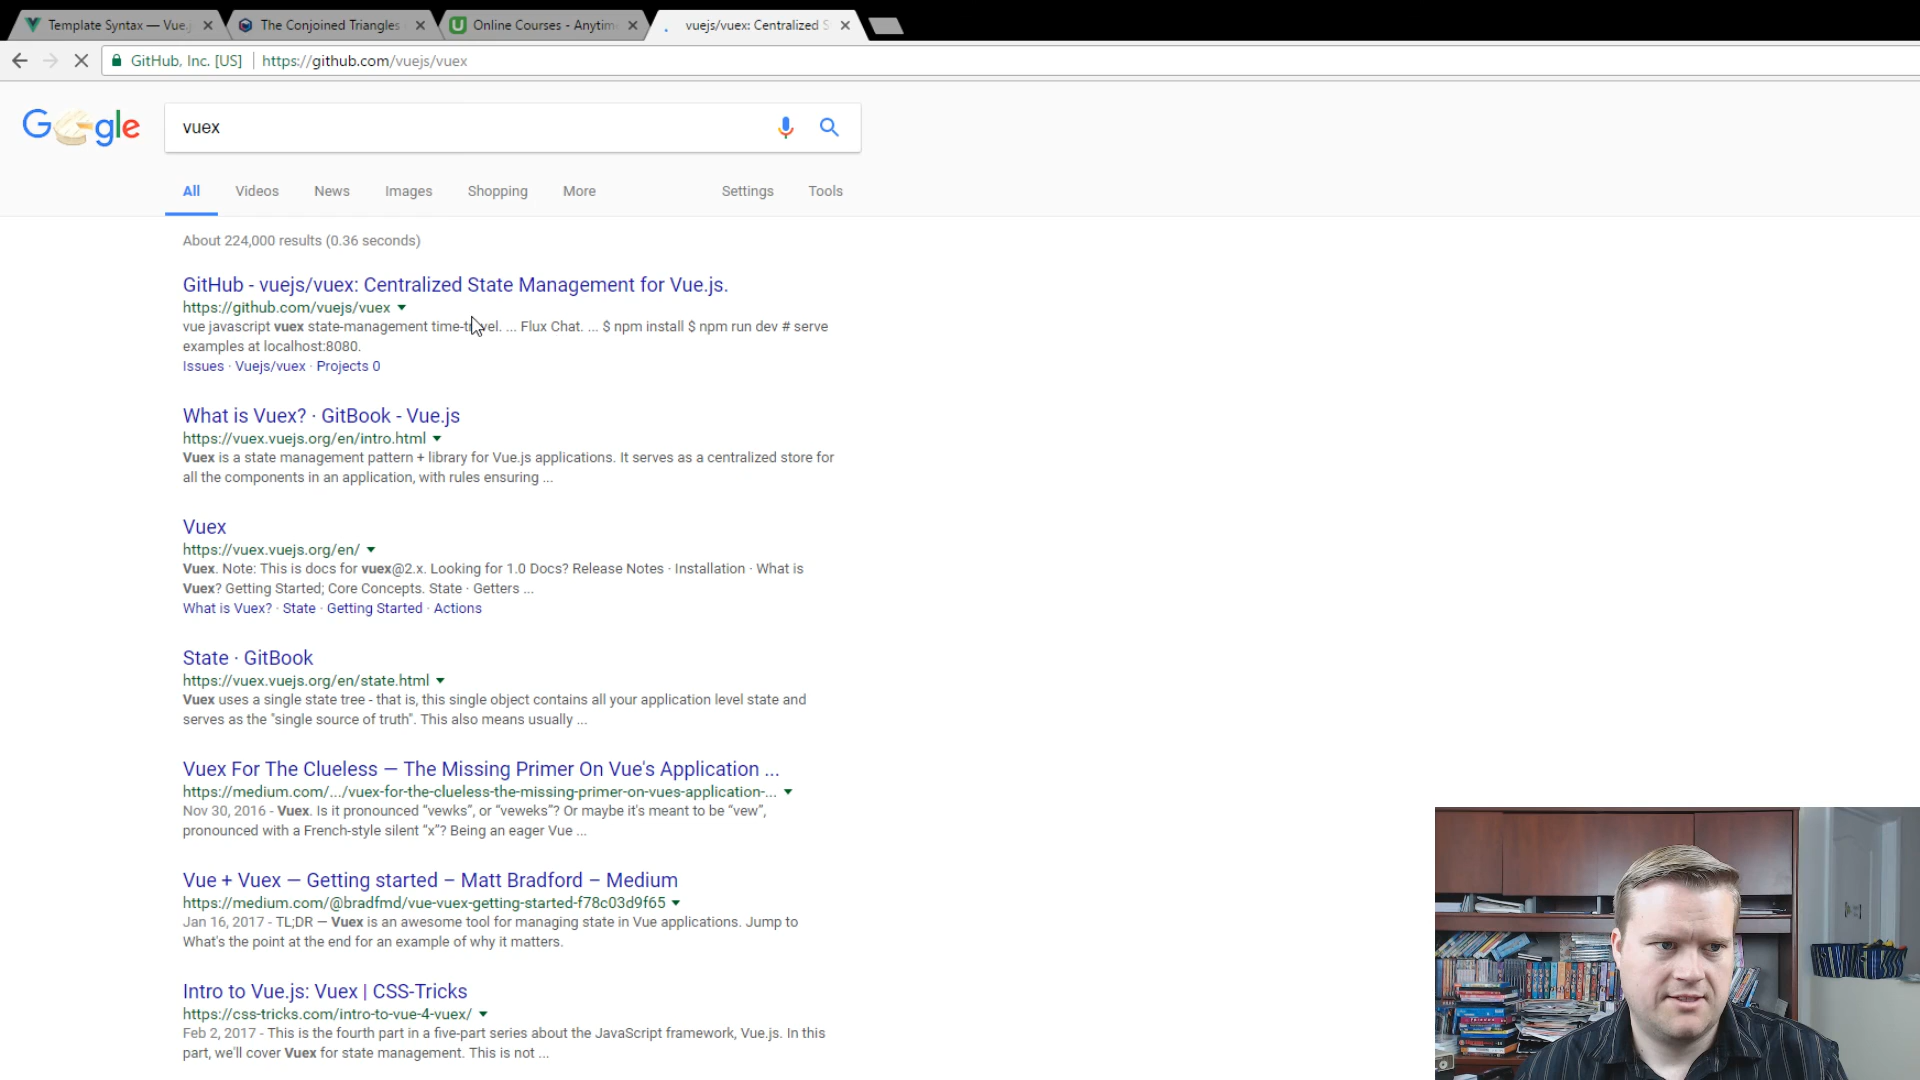 Template Syntax — Vue.j
The Conjoined Triangles
Online Courses - Anytim
vuejs/vuex: Centralized S
GitHub, Inc. [US]
https://github.com/vuejs/vuex
Google
vuex
All
Videos
News
Images
Shopping
More
Settings
Tools
About 224,000 results (0.36 seconds)
GitHub - vuejs/vuex: Centralized State Management for Vue.js.
https://github.com/vuejs/vuex
vue javascript vuex state-management time-travel. ... Flux Chat. ... $ npm install $ npm run dev # serve
examples at localhost:8080.
Issues · Vuejs/vuex · Projects 0
What is Vuex? · GitBook - Vue.js
https://vuex.vuejs.org/en/intro.html
Vuex is a state management pattern + library for Vue.js applications. It serves as a centralized store for
all the components in an application, with rules ensuring ...
Vuex
https://vuex.vuejs.org/en/
Vuex. Note: This is docs for vuex@2.x. Looking for 1.0 Docs? Release Notes · Installation · What is
Vuex? Getting Started; Core Concepts. State · Getters ...
What is Vuex? · State · Getting Started · Actions
State · GitBook
https://vuex.vuejs.org/en/state.html
Vuex uses a single state tree - that is, this single object contains all your application level state and
serves as the "single source of truth". This also means usually ...
Vuex For The Clueless — The Missing Primer On Vue's Application ...
https://medium.com/.../vuex-for-the-clueless-the-missing-primer-on-vues-application-...
Nov 30, 2016 - Vuex. Is it pronounced “vewks”, or “veweks”? Or maybe it's meant to be “vew”,
pronounced with a French-style silent “x”? Being an eager Vue ...
Vue + Vuex — Getting started – Matt Bradford – Medium
https://medium.com/@bradfmd/vue-vuex-getting-started-f78c03d9f65
Jan 16, 2017 - TL;DR — Vuex is an awesome tool for managing state in Vue applications. Jump to
What's the point at the end for an example of why it matters.
Intro to Vue.js: Vuex | CSS-Tricks
https://css-tricks.com/intro-to-vue-4-vuex/
Feb 2, 2017 - This is the fourth part in a five-part series about the JavaScript framework, Vue.js. In this
part, we'll cover Vuex for state management. This is not ...